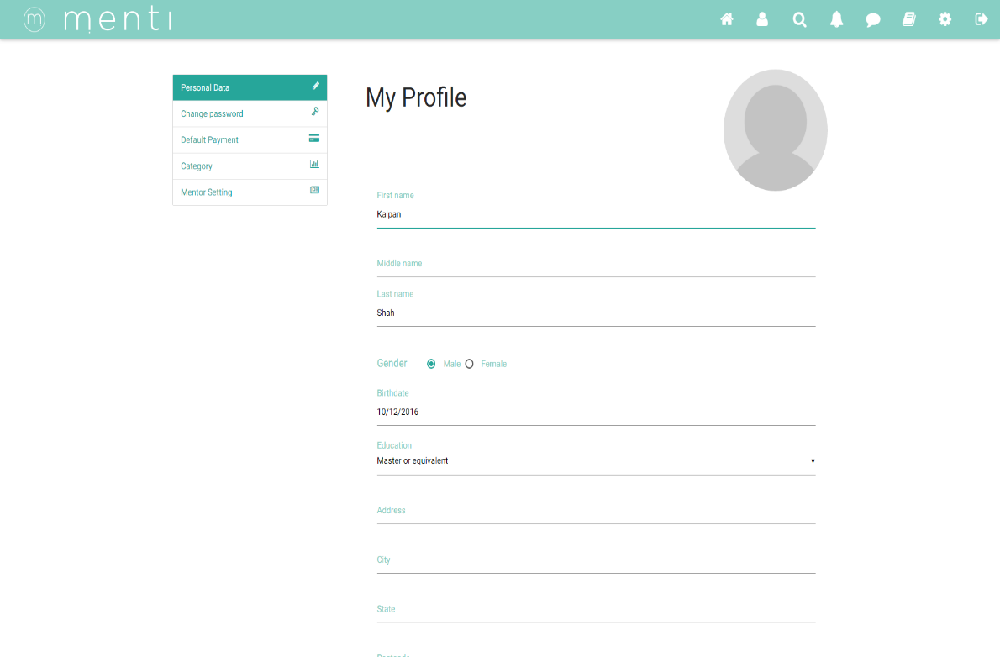 m menti
Personal Data
Change password
Default Payment
Category
Mentor Setting
My Profile
First name
Kalpan
Middle name
Last name
Shah
Gender Male Female
Birthdate
10/12/2016
Education
Master or equivalent
Address
City
State